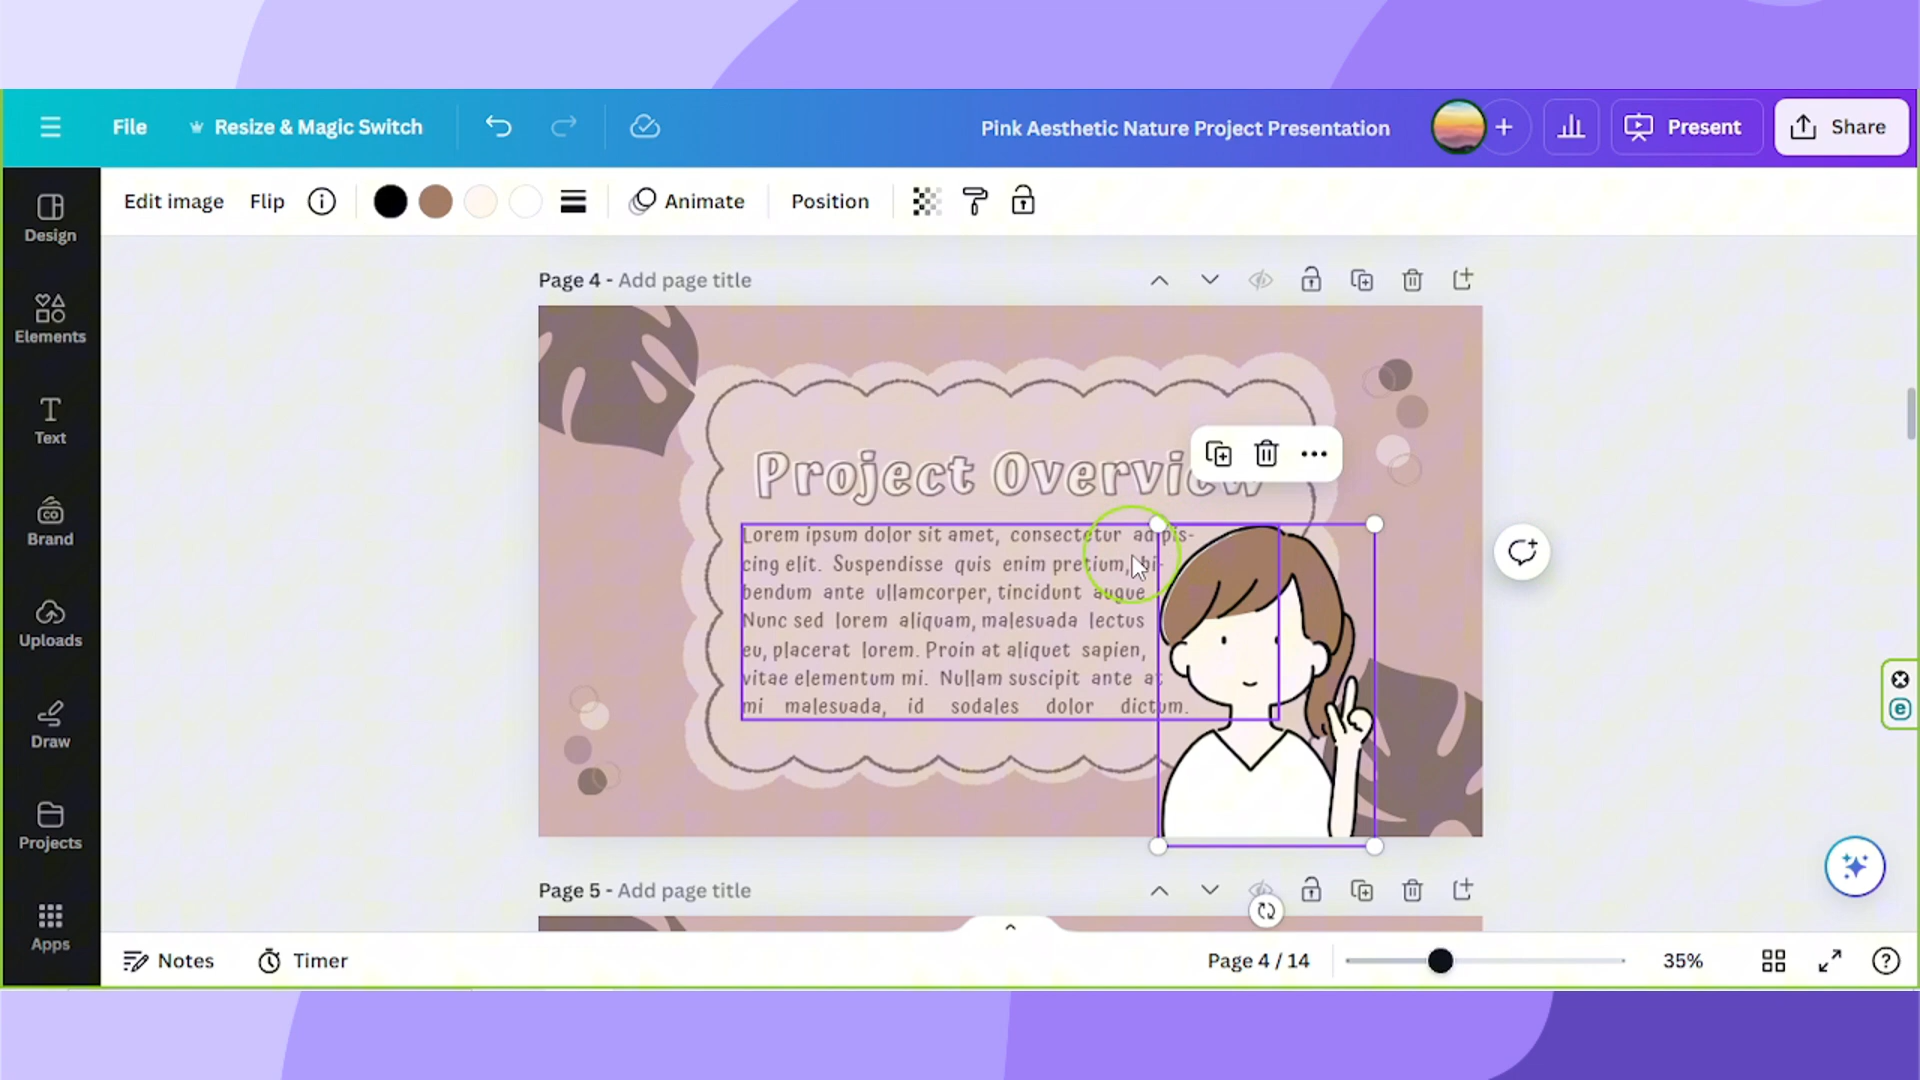 File
Resize & Magic Switch
Pink Aesthetic Nature Project Presentation
Present
Share
Edit image
Flip
Animate
Position
Design
Elements
Text
Brand
Uploads
Draw
Projects
Apps
Page 4 - Add page title
Project Overview
Lorem ipsum dolor sit amet, consectetur adipis-
cing elit. Suspendisse quis enim pretium, bi-
bendum ante ullamcorper, tincidunt augue
Nunc sed lorem aliquam, malesuada lectus
eu, placerat lorem. Proin at aliquet sapien,
vitae elementum mi. Nullam suscipit ante at
mi malesuada, id sodales dolor dictum.
Page 5 - Add page title
Notes
Timer
Page 4 / 14
35%